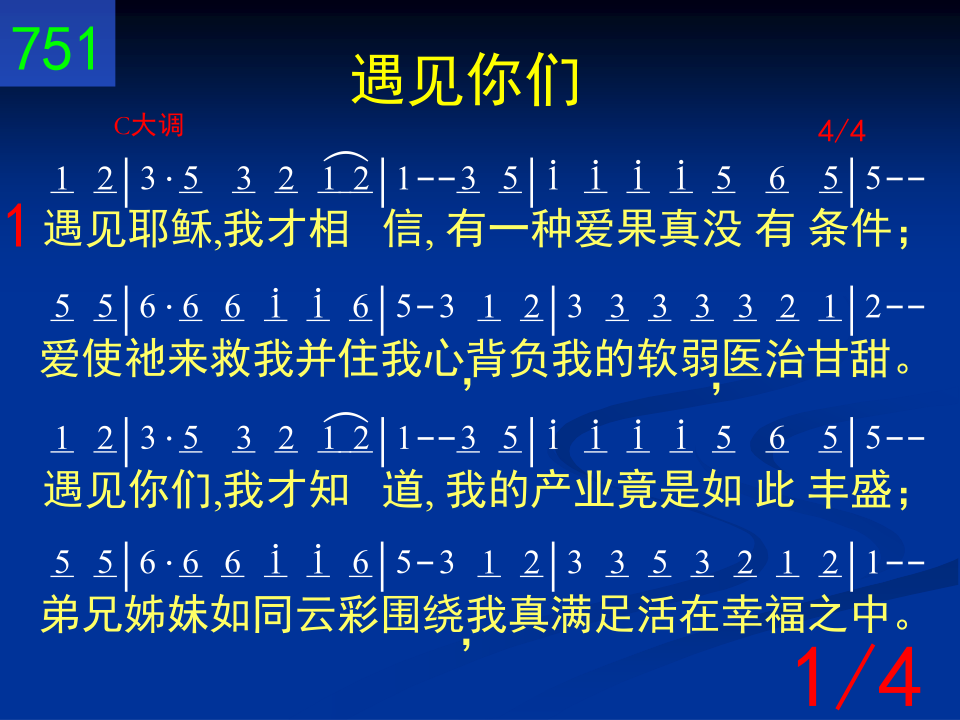 751
遇见你们
C大调
4/4
1 2|3·5 3 2 1 2|1--3 5|i i i i 5 6 5|5--
1 遇见耶稣,我才相 信, 有一种爱果真没 有 条件；
5 5|6·6 6 i i 6|5-3 1 2|3 3 3 3 3 2 1|2--
爱使祂来救我并住我心，背负我的软弱，医治甘甜。
1 2|3·5 3 2 1 2|1--3 5|i i i i 5 6 5|5--
遇见你们,我才知 道, 我的产业竟是如 此 丰盛；
5 5|6·6 6 i i 6|5-3 1 2|3 3 5 3 2 1 2|1--
弟兄姊妹如同云彩围绕，我真满足活在幸福之中。
1/4